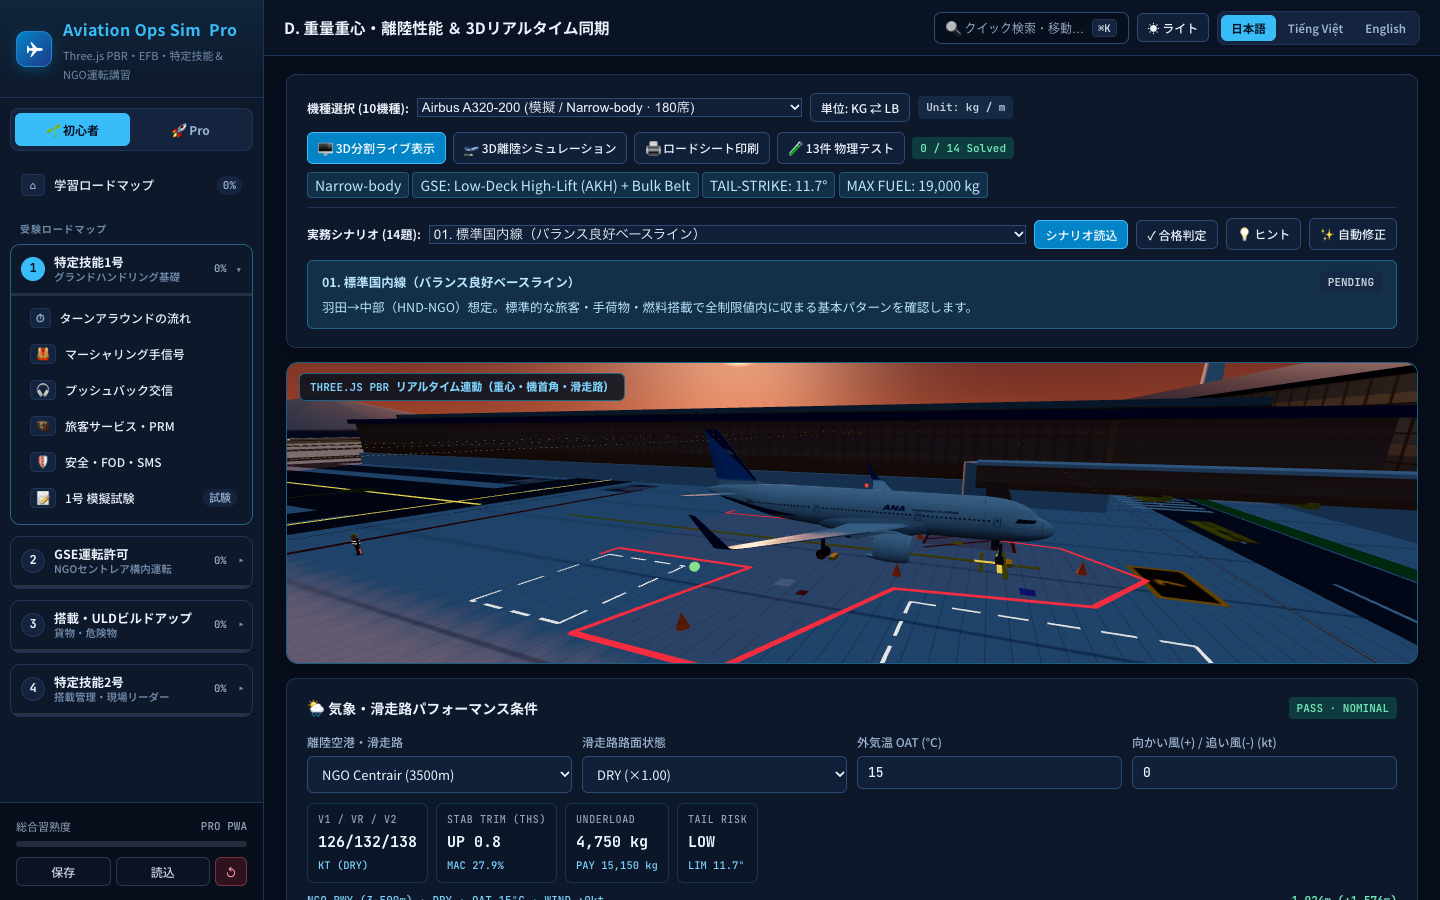 Aviation Ops Sim Pro
Three.js PBR・EFB・特定技能＆
NGO運転講習
初心者
Pro
学習ロードマップ
0%
受験ロードマップ
1
特定技能1号
グランドハンドリング基礎
0%
ターンアラウンドの流れ
マーシャリング手信号
プッシュバック交信
旅客サービス・PRM
安全・FOD・SMS
1号 模擬試験
試験
2
GSE運転許可
NGOセントレア構内運転
0%
3
搭載・ULDビルドアップ
貨物・危険物
0%
4
特定技能2号
搭載管理・現場リーダー
0%
総合習熟度
PRO PWA
保存
読込
D. 重量重心・離陸性能 ＆ 3Dリアルタイム同期
クイック検索・移動…
⌘K
ライト
日本語
Tiếng Việt
English
機種選択 (10機種):
Airbus A320-200 (模擬 / Narrow-body · 180席)
単位: KG ⇄ LB
Unit: kg / m
3D分割ライブ表示
3D離陸シミュレーション
ロードシート印刷
13件 物理テスト
0 / 14 Solved
Narrow-body
GSE: Low-Deck High-Lift (AKH) + Bulk Belt
TAIL-STRIKE: 11.7°
MAX FUEL: 19,000 kg
実務シナリオ (14題):
01. 標準国内線（バランス良好ベースライン）
シナリオ読込
✓ 合格判定
ヒント
自動修正
01. 標準国内線（バランス良好ベースライン）
PENDING
羽田→中部（HND-NGO）想定。標準的な旅客・手荷物・燃料搭載で全制限値内に収まる基本パターンを確認します。
THREE.JS PBR リアルタイム連動（重心・機首角・滑走路）
ANA
気象・滑走路パフォーマンス条件
PASS · NOMINAL
離陸空港・滑走路
滑走路路面状態
外気温 OAT (°C)
向かい風(+) / 追い風(-) (kt)
NGO Centrair (3500m)
DRY (×1.00)
15
0
V1 / VR / V2
126/132/138
KT (DRY)
STAB TRIM (THS)
UP 0.8
MAC 27.9%
UNDERLOAD
4,750 kg
PAY 15,150 kg
TAIL RISK
LOW
LIM 11.7°